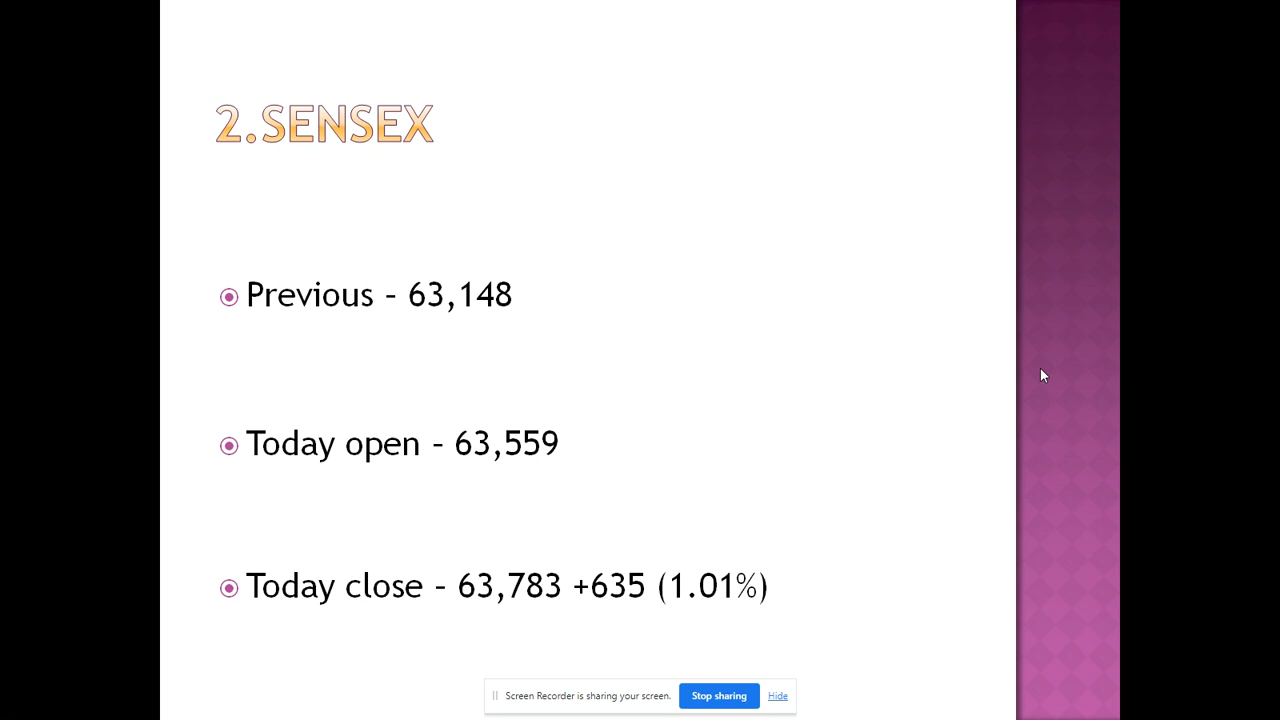 2.SENSEX
Previous – 63,148
Today open – 63,559
Today close – 63,783 +635 (1.01%)
Screen Recorder is sharing your screen. Stop sharing Hide